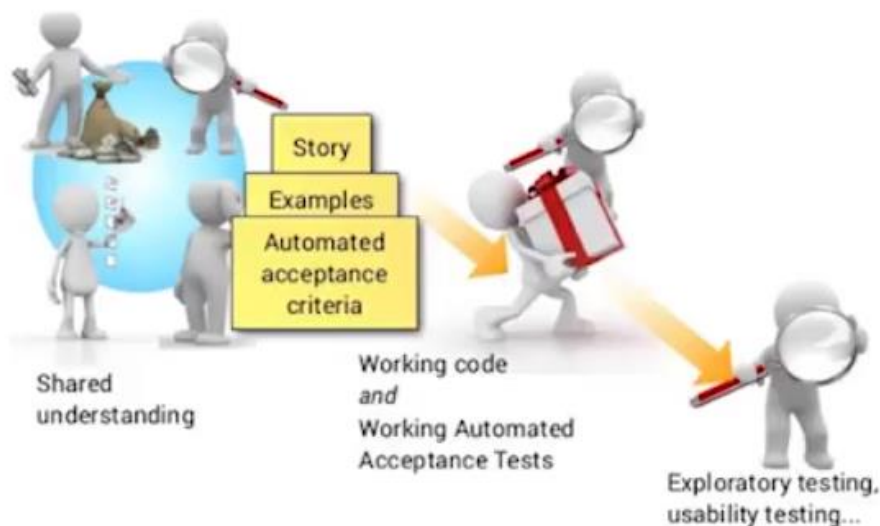 Story
Examples
Automated
acceptance
criteria
Shared
understanding
Working code
and
Working Automated
Acceptance Tests
Exploratory testing,
usability testing...